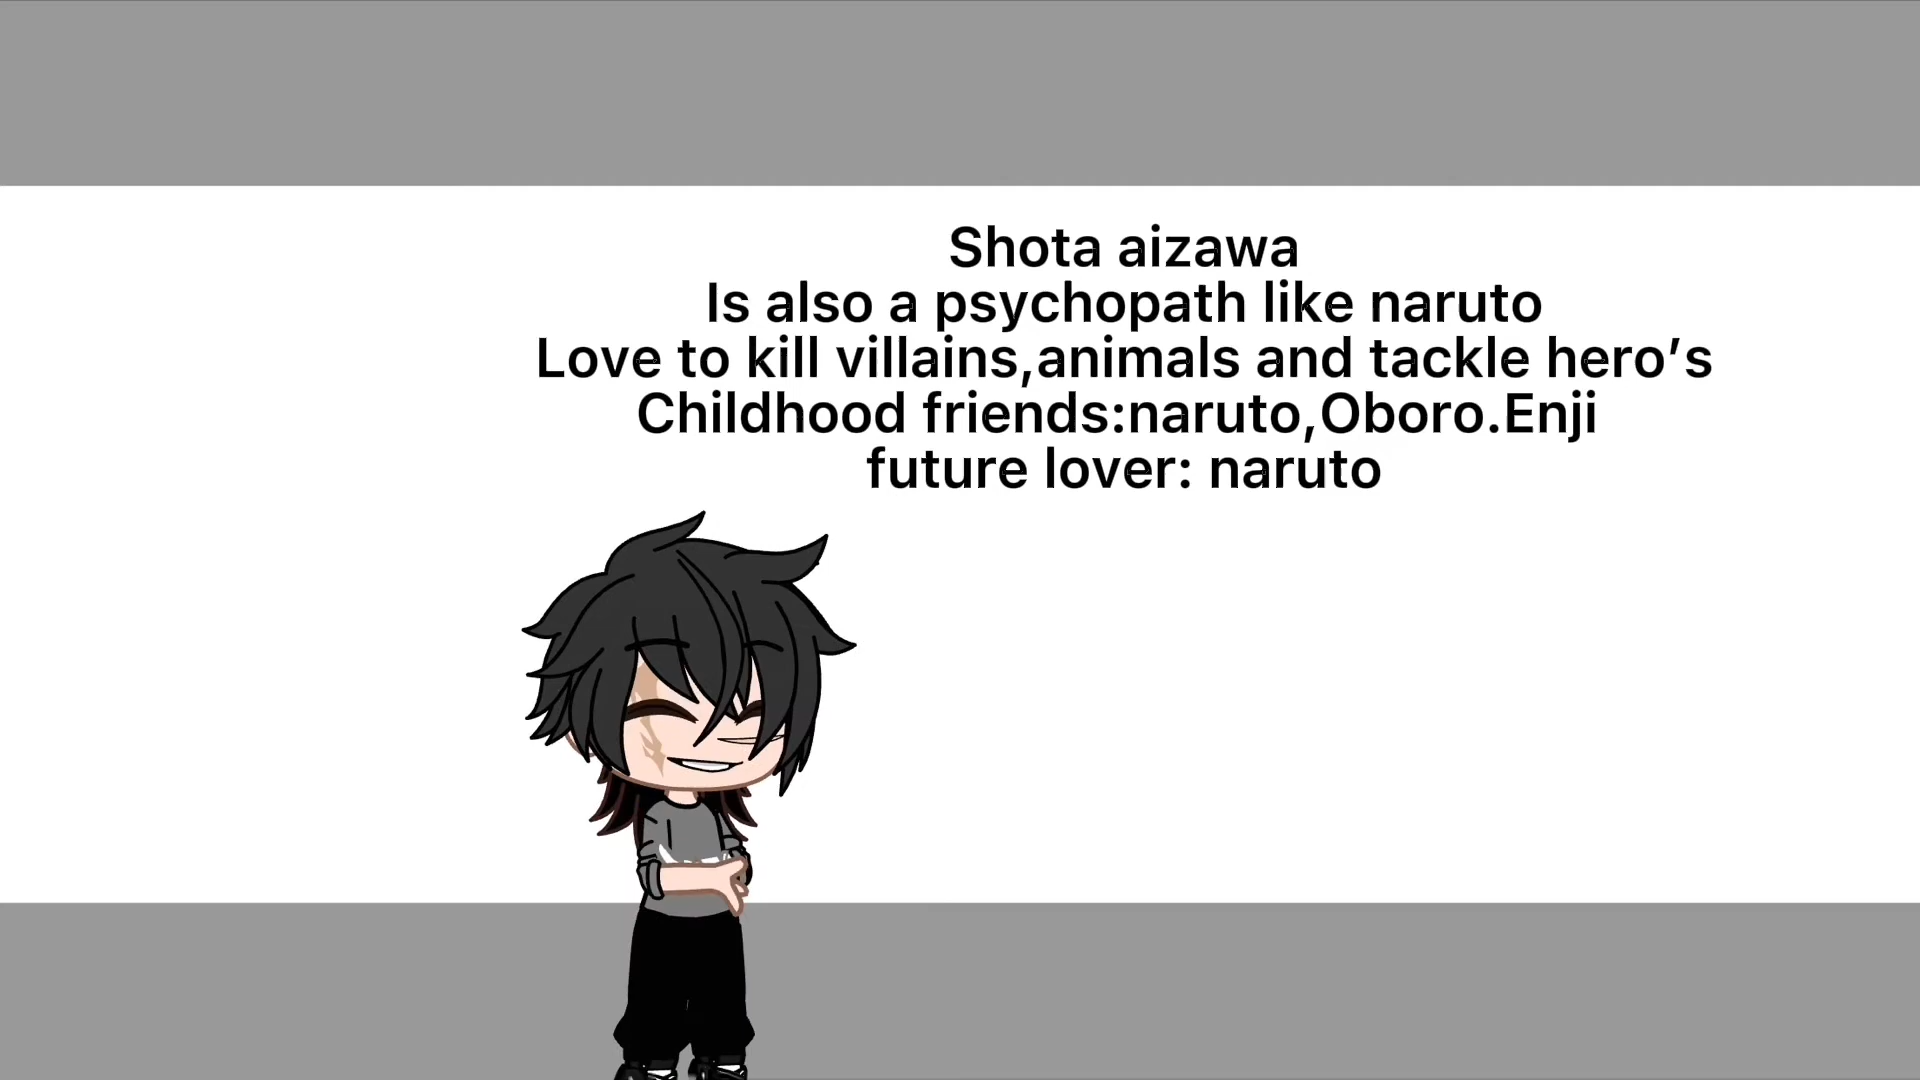 Shota aizawa
Is also a psychopath like naruto
Love to kill villains,animals and tackle hero’s
Childhood friends:naruto,Oboro.Enji
future lover: naruto